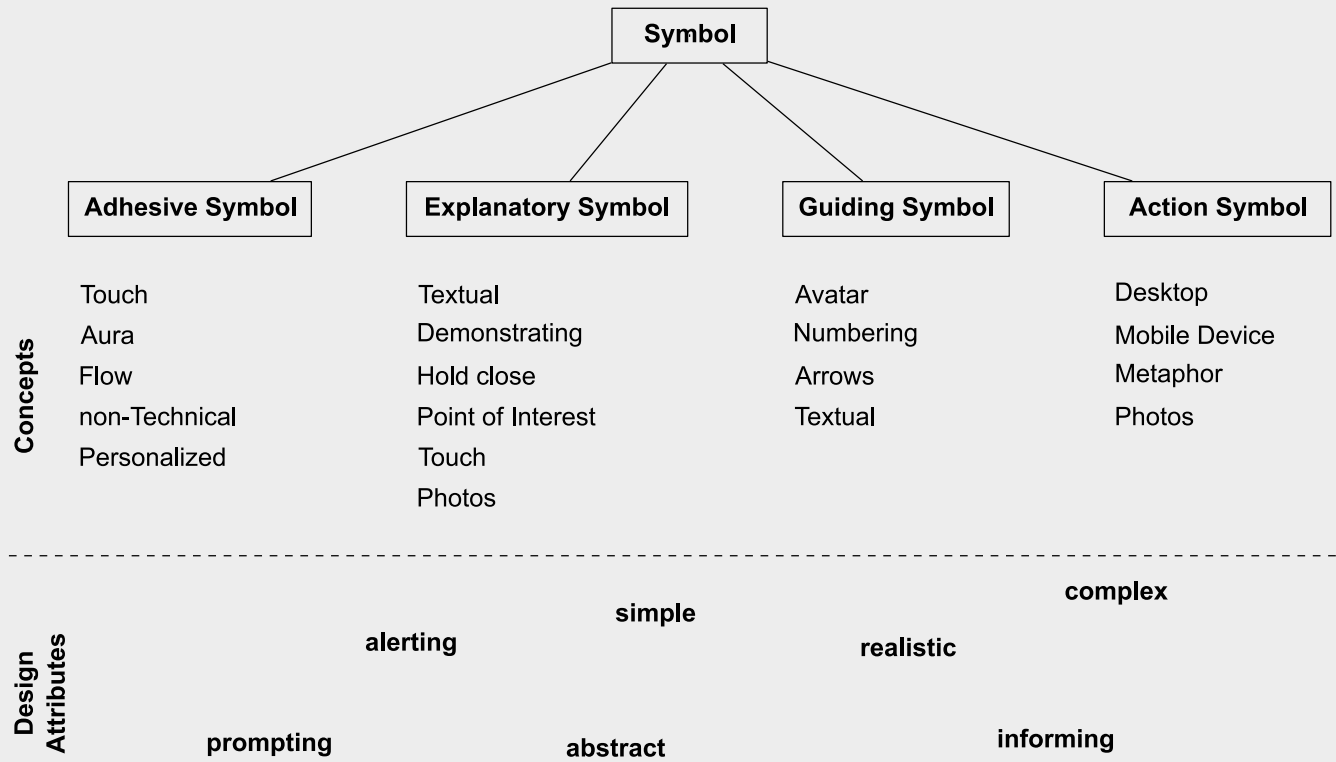 Symbol
Adhesive Symbol
Explanatory Symbol
Guiding Symbol
Action Symbol
Concepts
Touch
Aura
Flow
non-Technical
Personalized
Textual
Demonstrating
Hold close
Point of Interest
Touch
Photos
Avatar
Numbering
Arrows
Textual
Desktop
Mobile Device
Metaphor
Photos
Design
Attributes
complex
simple
alerting
realistic
prompting
abstract
informing